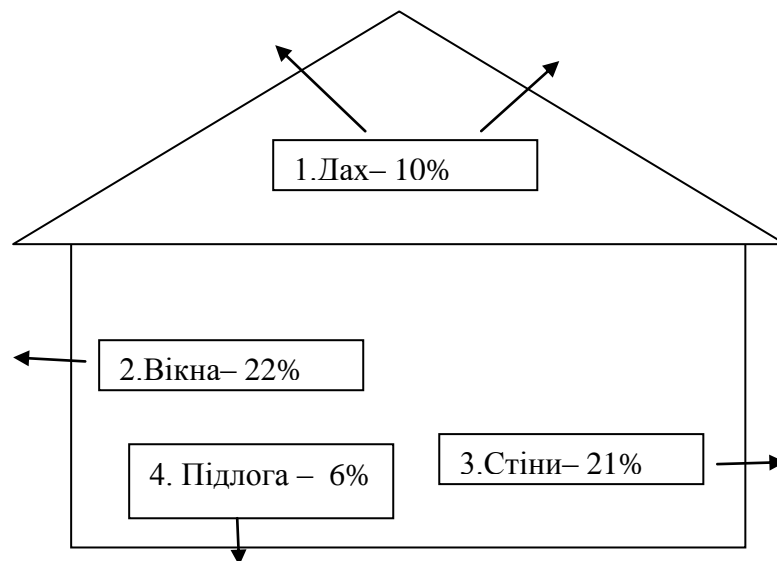 1.Дах– 10%
2.Вікна– 22%
3.Стіни– 21%
4. Підлога – 6%